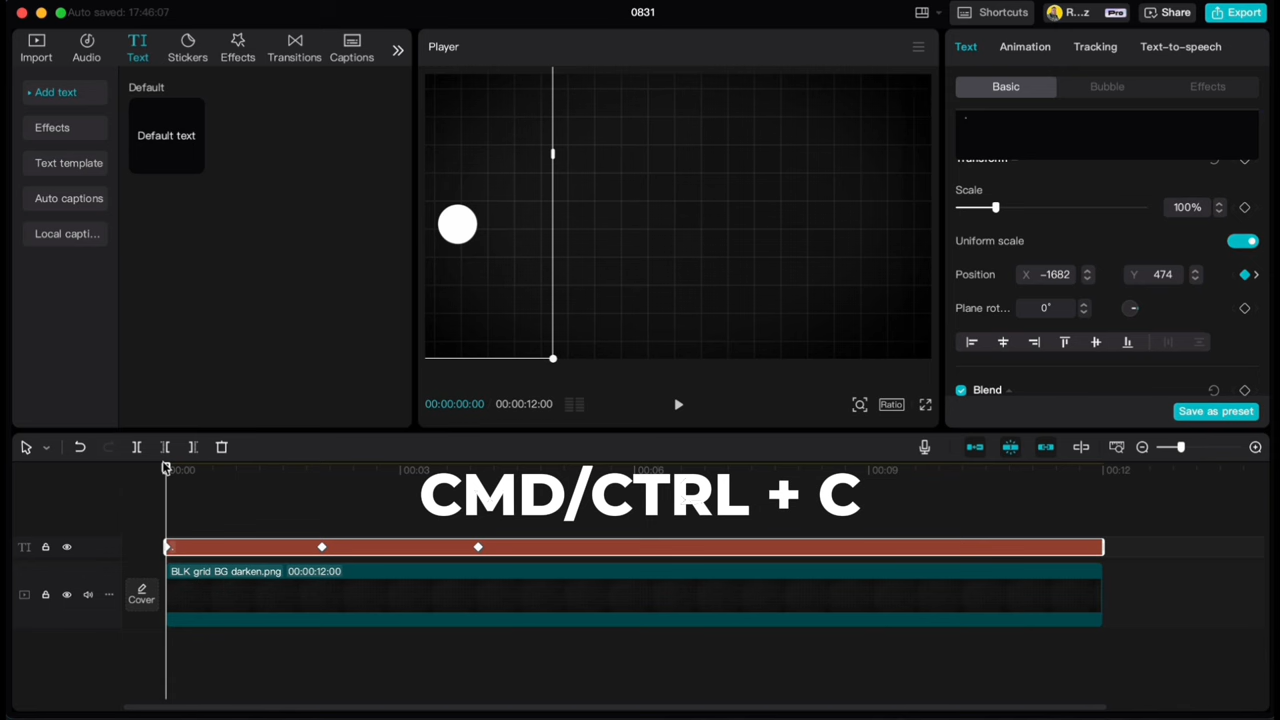 Auto saved: 17:46:07
0831
Shortcuts
R...z
Pro
Share
Export
Import
Audio
TI
Text
Stickers
Effects
Transitions
Captions
Add text
Effects
Text template
Auto captions
Local capti...
Default
Default text
Player
00:00:00:00
00:00:12:00
Ratio
Text
Animation
Tracking
Text-to-speech
Basic
Bubble
Effects
Transform
Scale
100%
Uniform scale
Position
X -1682
Y 474
Plane rot...
0°
Blend
Save as preset
00:00
00:03
00:06
00:09
00:12
CMD/CTRL + C
TI
Cover
BLK grid BG darken.png 00:00:12:00